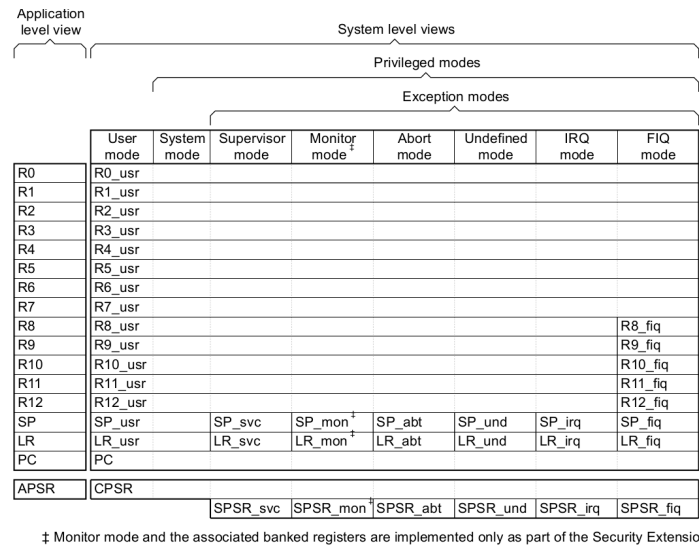 Application
level view
System level views
Privileged modes
Exception modes
User mode System mode Supervisor mode Monitor mode ‡ Abort mode Undefined mode IRQ mode FIQ mode
R0 R0_usr
R1 R1_usr
R2 R2_usr
R3 R3_usr
R4 R4_usr
R5 R5_usr
R6 R6_usr
R7 R7_usr
R8 R8_usr R8_fiq
R9 R9_usr R9_fiq
R10 R10_usr R10_fiq
R11 R11_usr R11_fiq
R12 R12_usr R12_fiq
SP SP_usr SP_svc SP_mon ‡ SP_abt SP_und SP_irq SP_fiq
LR LR_usr LR_svc LR_mon ‡ LR_abt LR_und LR_irq LR_fiq
PC PC
APSR CPSR
SPSR_svc SPSR_mon ‡ SPSR_abt SPSR_und SPSR_irq SPSR_fiq
‡ Monitor mode and the associated banked registers are implemented only as part of the Security Extensio